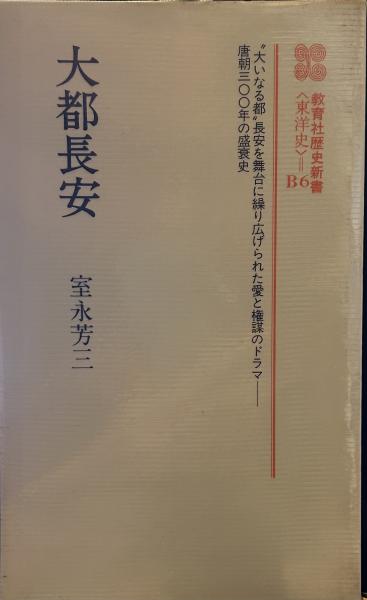 教育社歴史新書
〈東洋史〉=B6
“大いなる都”長安を舞台に繰り広げられた愛と権謀のドラマ——
唐朝三〇〇年の盛衰史
大都長安
室永芳三